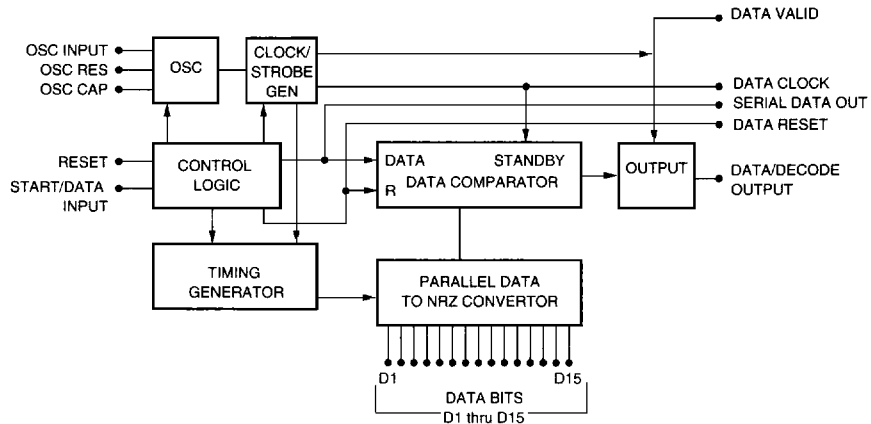 DATA VALID
OSC INPUT
OSC RES
OSC CAP
OSC
CLOCK/
STROBE
GEN
DATA CLOCK
SERIAL DATA OUT
DATA RESET
RESET
START/DATA
INPUT
CONTROL
LOGIC
DATA STANDBY
R DATA COMPARATOR
OUTPUT
DATA/DECODE
OUTPUT
TIMING
GENERATOR
PARALLEL DATA
TO NRZ CONVERTOR
D1 D15
DATA BITS
D1 thru D15